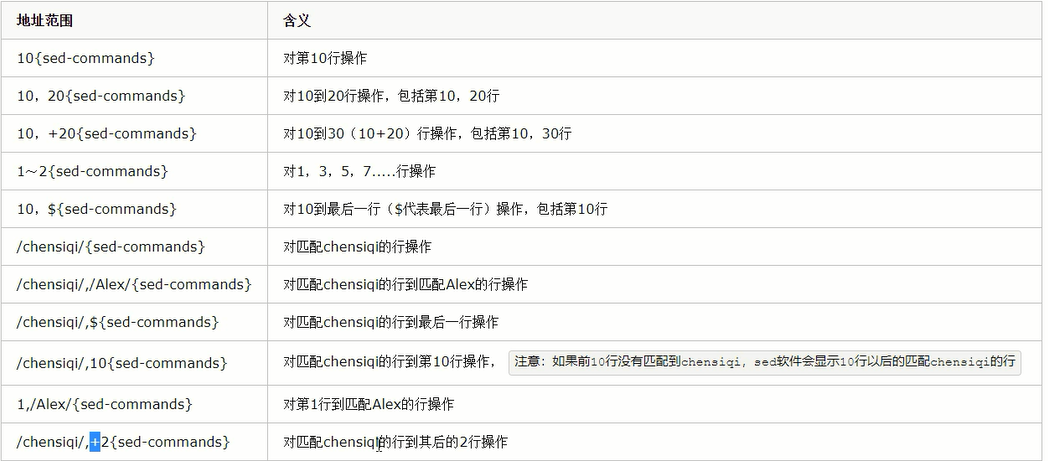 地址范围 含义
10{sed-commands} 对第10行操作
10，20{sed-commands} 对10到20行操作，包括第10，20行
10，+20{sed-commands} 对10到30（10+20）行操作，包括第10，30行
1～2{sed-commands} 对1，3，5，7.....行操作
10，${sed-commands} 对10到最后一行（$代表最后一行）操作，包括第10行
/chensiqi/{sed-commands} 对匹配chensiqi的行操作
/chensiqi/,/Alex/{sed-commands} 对匹配chensiqi的行到匹配Alex的行操作
/chensiqi/,${sed-commands} 对匹配chensiqi的行到最后一行操作
/chensiqi/,10{sed-commands} 对匹配chensiqi的行到第10行操作， 注意：如果前10行没有匹配到chensiqi, sed软件会显示10行以后的匹配chensiqi的行
1,/Alex/{sed-commands} 对第1行到匹配Alex的行操作
/chensiqi/,+2{sed-commands} 对匹配chensiqi的行到其后的2行操作